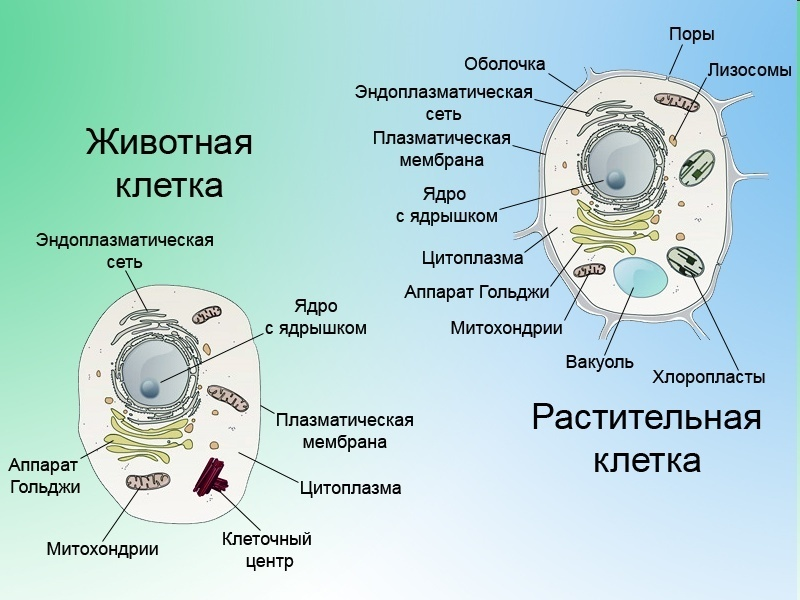 Животная
клетка
Эндоплазматическая
сеть
Ядро
с ядрышком
Плазматическая
мембрана
Аппарат
Гольджи
Цитоплазма
Митохондрии
Клеточный
центр
Поры
Оболочка
Лизосомы
Эндоплазматическая
сеть
Плазматическая
мембрана
Ядро
с ядрышком
Цитоплазма
Аппарат Гольджи
Митохондрии
Вакуоль
Хлоропласты
Растительная
клетка